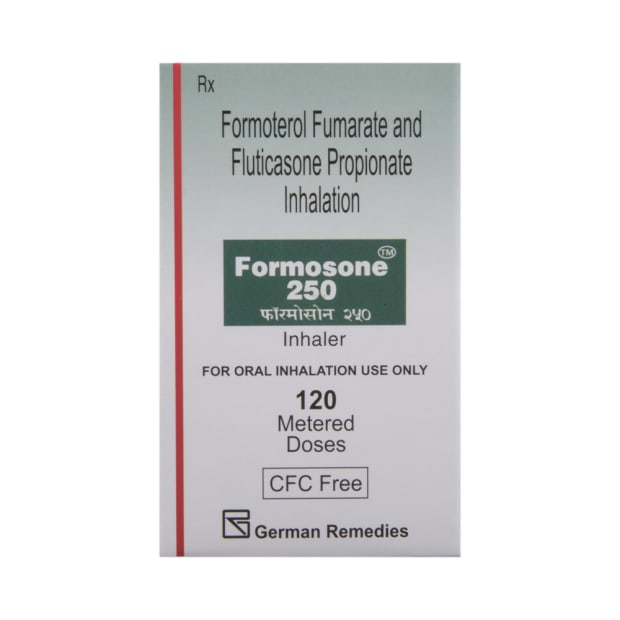 Rx
Formoterol Fumarate and
Fluticasone Propionate
Inhalation
Formosone™
250
फॉरमोसोन २५०
Inhaler
FOR ORAL INHALATION USE ONLY
120
Metered
Doses
CFC Free
German Remedies